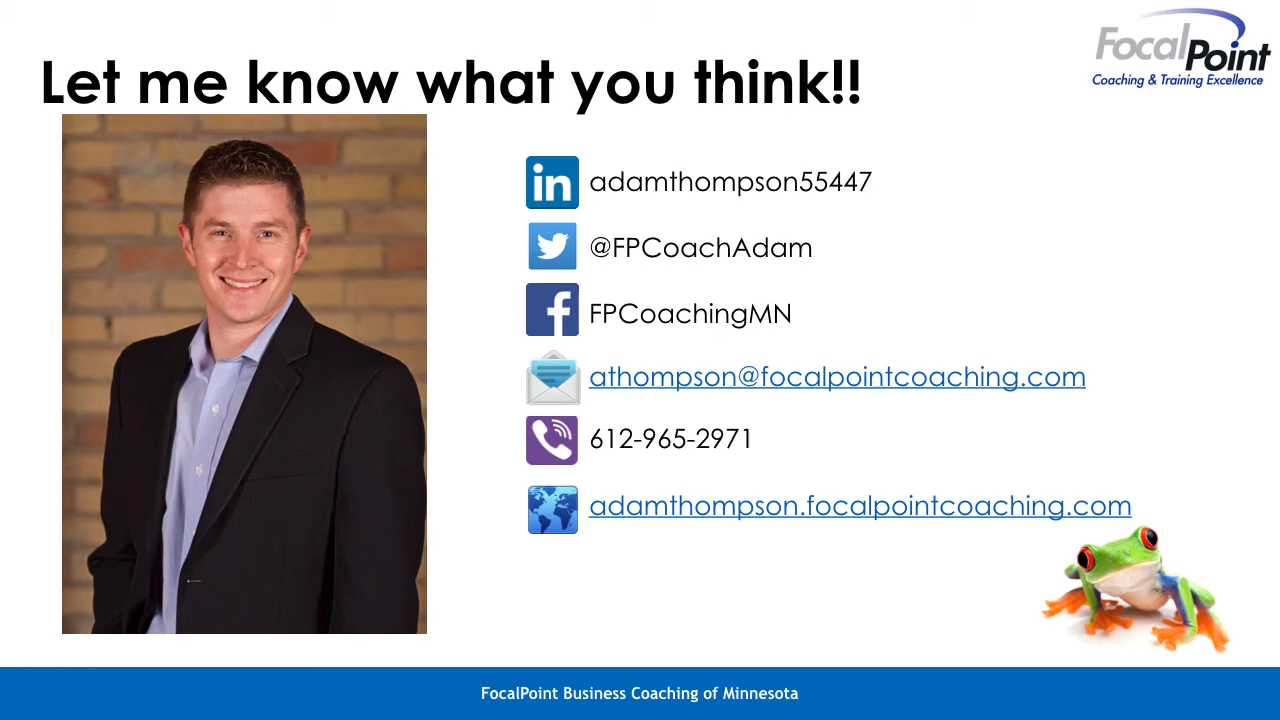 Let me know what you think!!
FocalPoint
Coaching & Training Excellence
in adamthompson55447
@FPCoachAdam
f FPCoachingMN
athompson@focalpointcoaching.com
612-965-2971
adamthompson.focalpointcoaching.com
FocalPoint Business Coaching of Minnesota